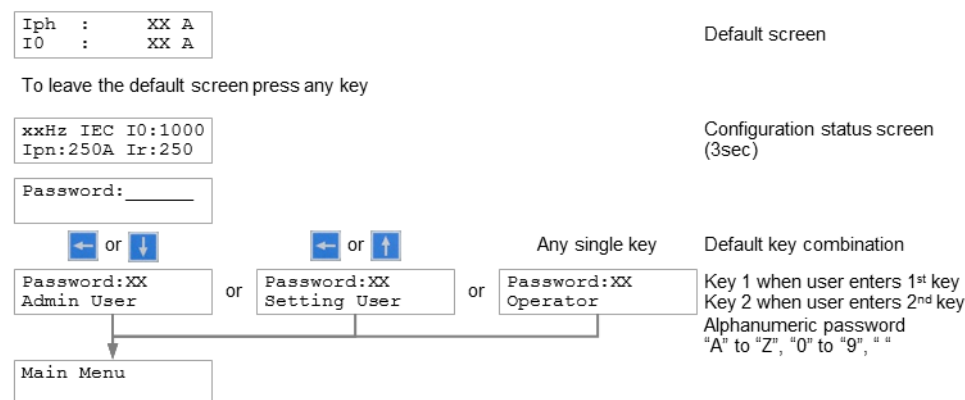 Iph : XX A
I0 : XX A
Default screen
To leave the default screen press any key
xxHz IEC I0:1000
Ipn:250A Ir:250
Configuration status screen
(3sec)
Password:______
or
or
Any single key
Default key combination
Password:XX
Admin User
or
Password:XX
Setting User
or
Password:XX
Operator
Key 1 when user enters 1st key
Key 2 when user enters 2nd key
Alphanumeric password
“A” to “Z”, “0” to “9”, “ “
Main Menu